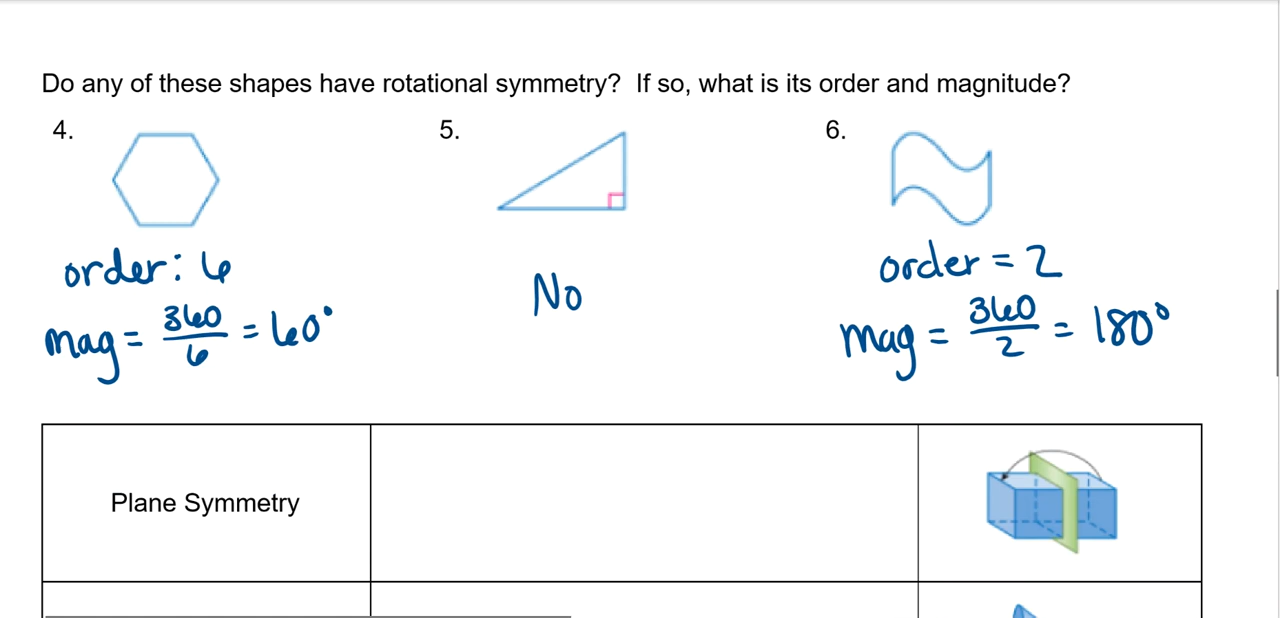 Do any of these shapes have rotational symmetry? If so, what is its order and magnitude?
4.
5.
6.
order: 6
mag = 360/6 = 60°
No
order = 2
mag = 360/2 = 180°
Plane Symmetry